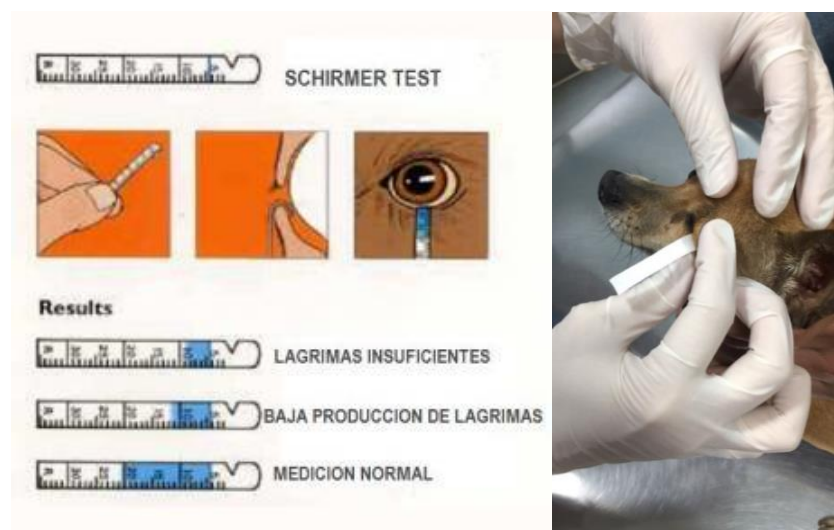 SCHIRMER TEST
Results
LAGRIMAS INSUFICIENTES
BAJA PRODUCCION DE LAGRIMAS
MEDICION NORMAL